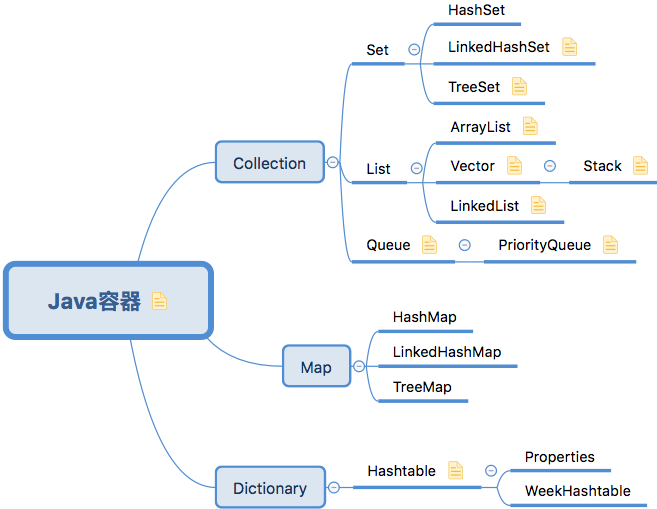 HashSet
Set
LinkedHashSet
TreeSet
ArrayList
Collection
List
Vector
Stack
LinkedList
Queue
PriorityQueue
Java容器
HashMap
LinkedHashMap
Map
TreeMap
Properties
Hashtable
Dictionary
WeekHashtable